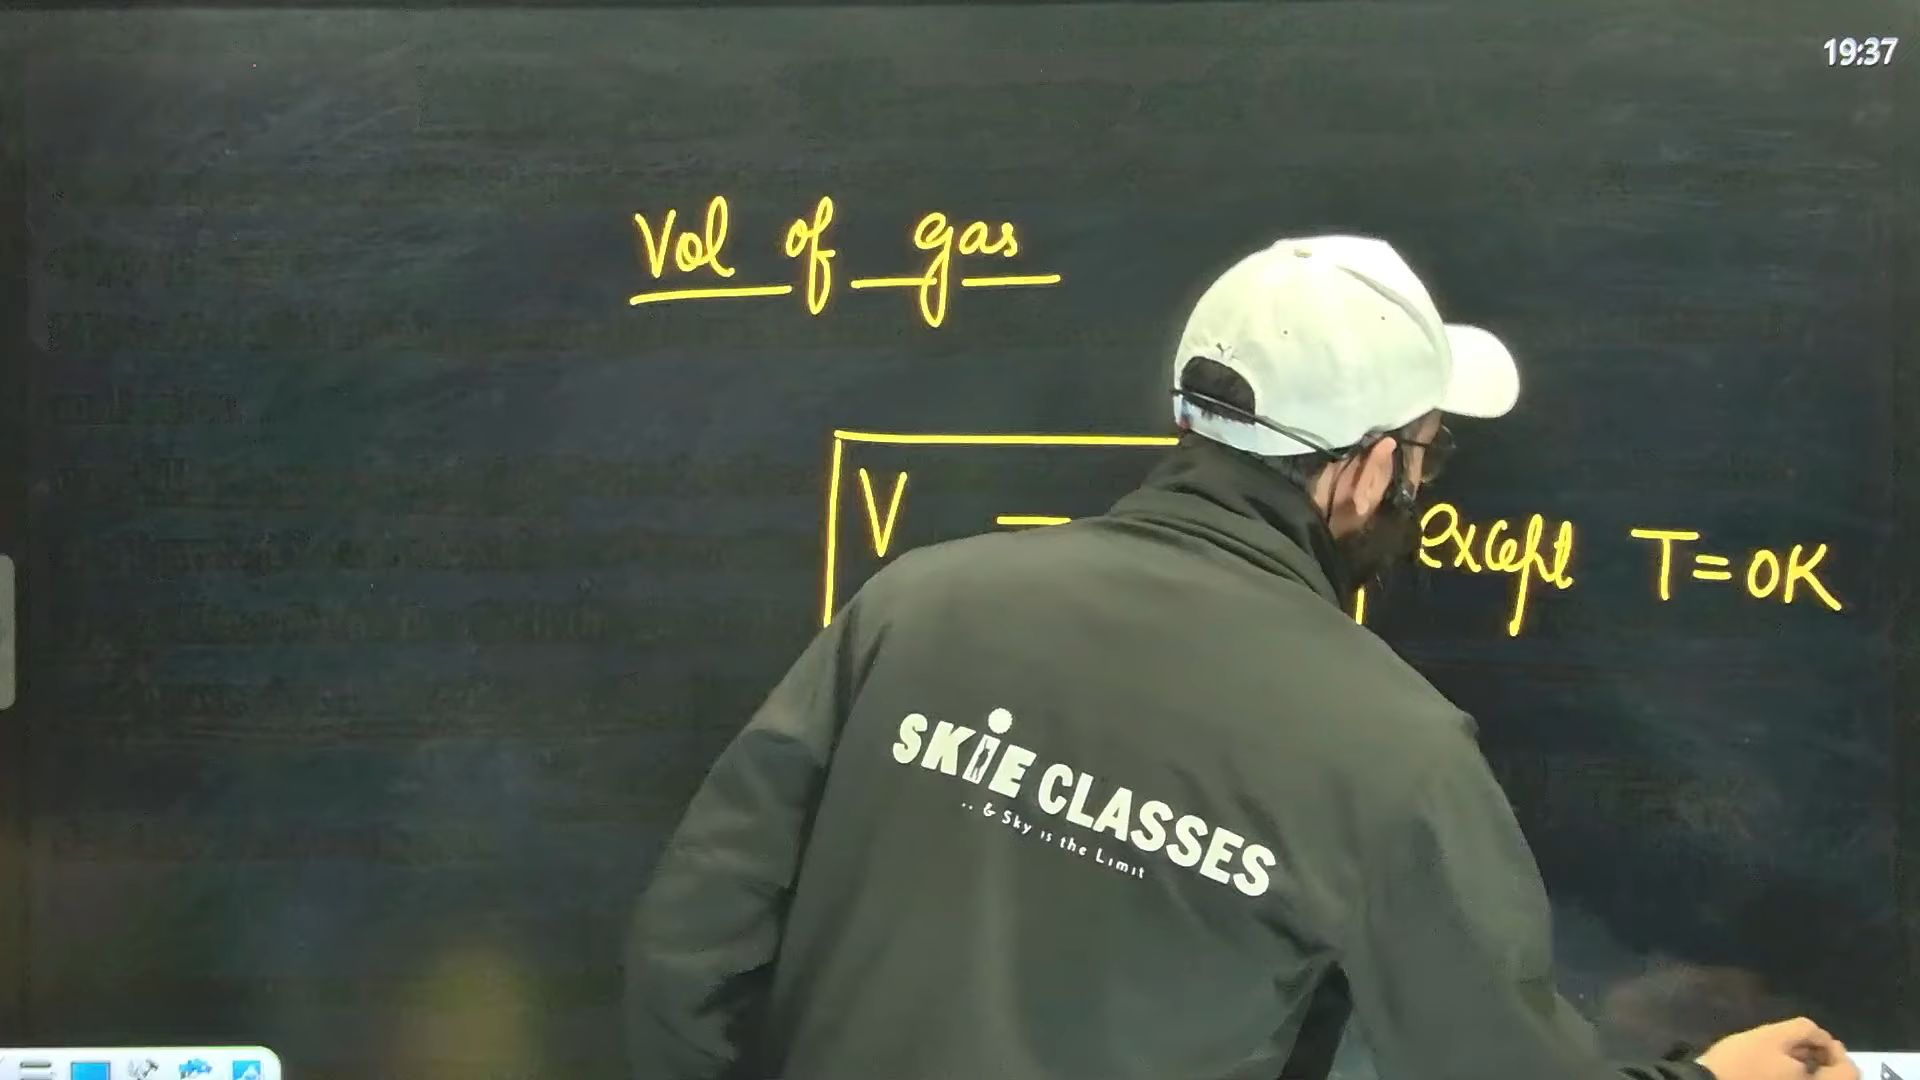 19:37
Vol of gas
V
except T=0K
SKIE CLASSES
.. & Sky is the Limit